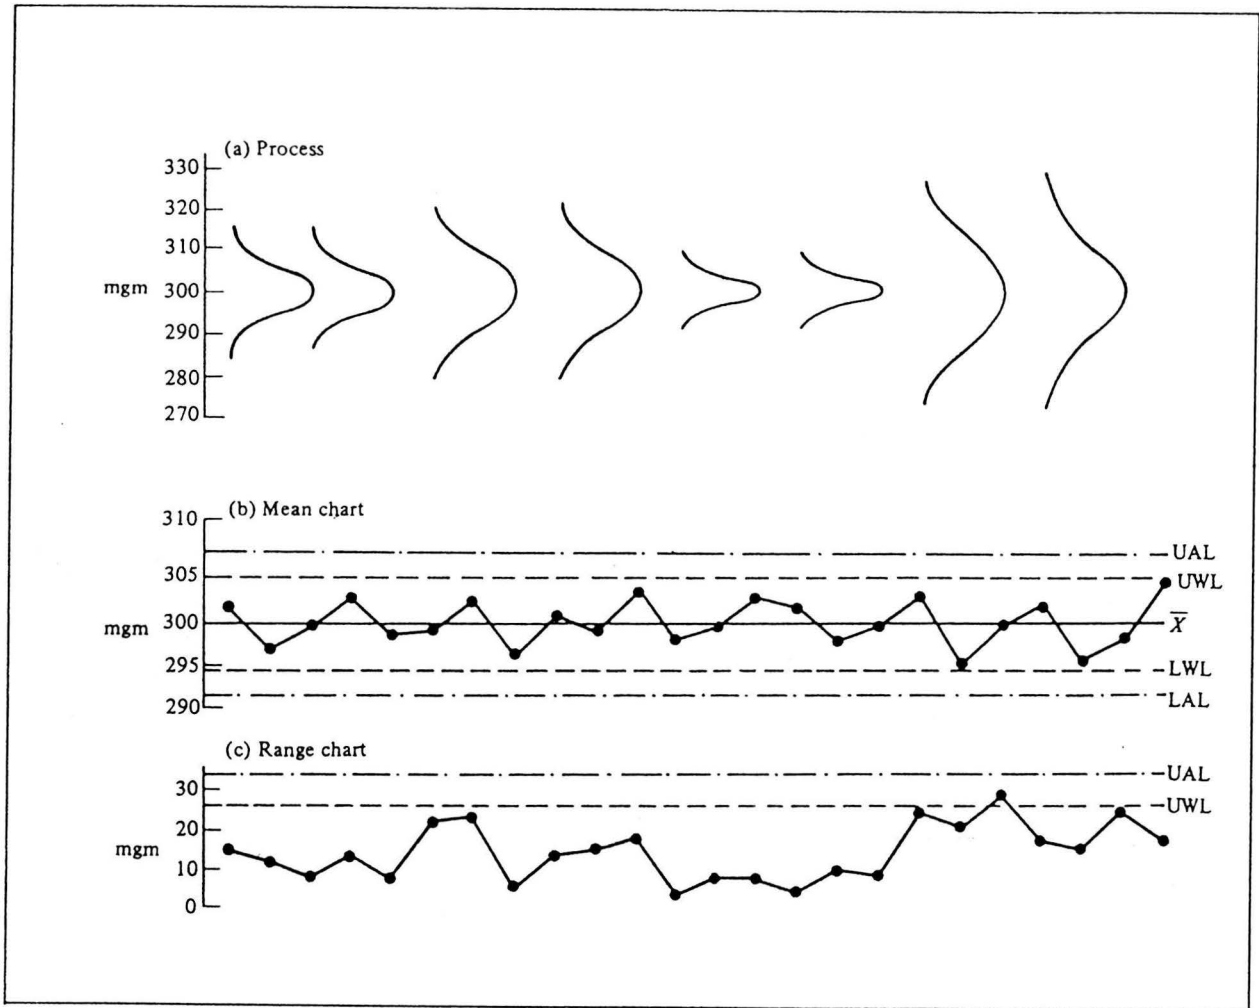 (a) Process
330
320
310
mgm 300
290
280
270
(b) Mean chart
310
UAL
305
UWL
mgm 300
X̅
295
LWL
290
LAL
(c) Range chart
UAL
30
UWL
20
mgm
10
0